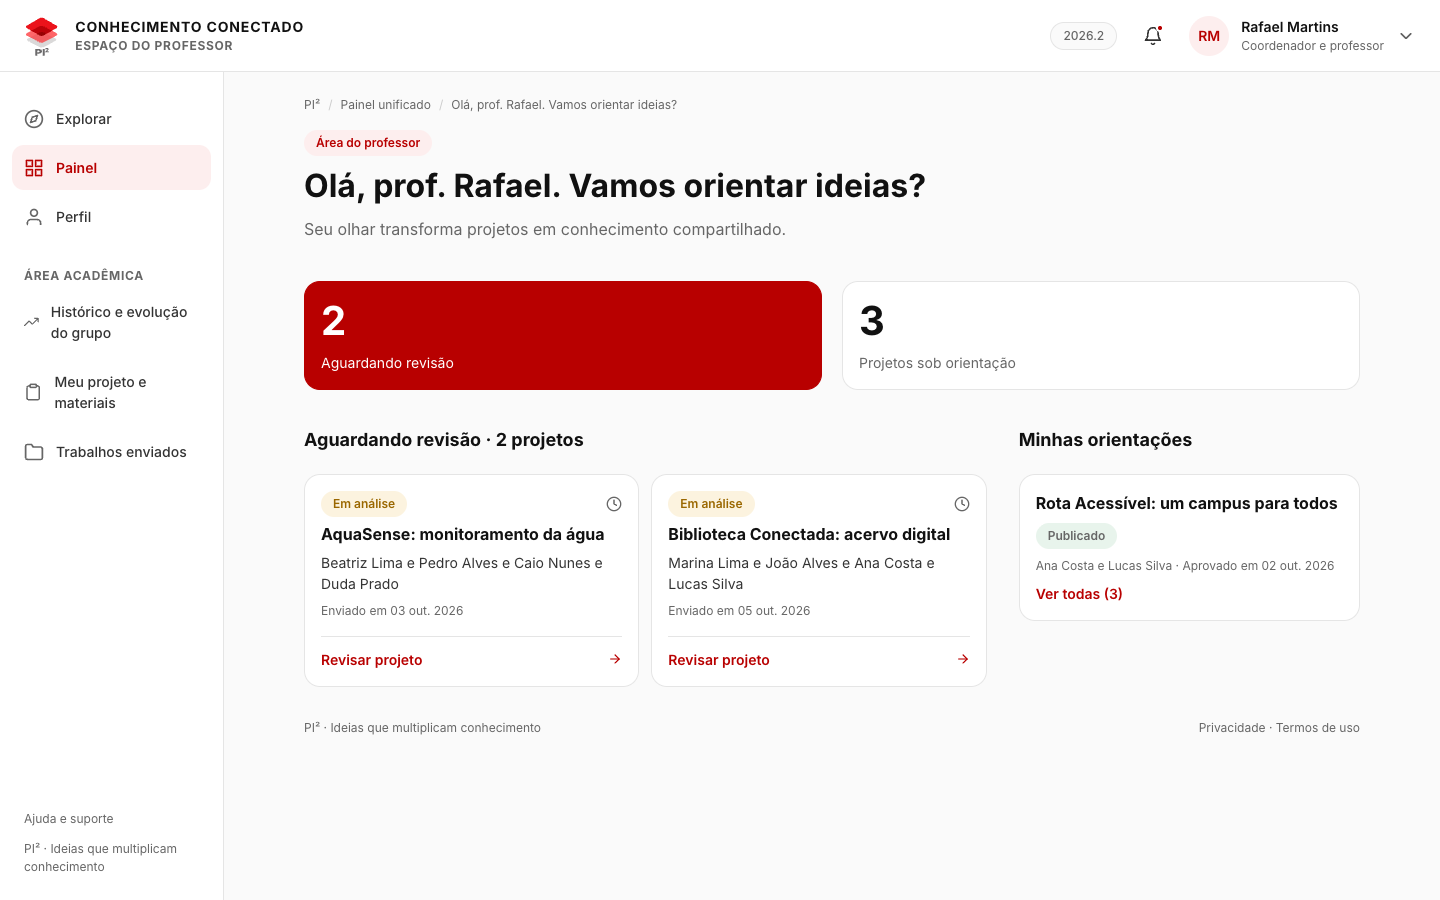 PI²
CONHECIMENTO CONECTADO
ESPAÇO DO PROFESSOR
2026.2
RM
Rafael Martins
Coordenador e professor
Explorar
Painel
Perfil
ÁREA ACADÊMICA
Histórico e evolução
do grupo
Meu projeto e
materiais
Trabalhos enviados
Ajuda e suporte
PI² · Ideias que multiplicam
conhecimento
PI² / Painel unificado / Olá, prof. Rafael. Vamos orientar ideias?
Área do professor
Olá, prof. Rafael. Vamos orientar ideias?
Seu olhar transforma projetos em conhecimento compartilhado.
2
Aguardando revisão
3
Projetos sob orientação
Aguardando revisão · 2 projetos
Em análise
AquaSense: monitoramento da água
Beatriz Lima e Pedro Alves e Caio Nunes e
Duda Prado
Enviado em 03 out. 2026
Revisar projeto
Em análise
Biblioteca Conectada: acervo digital
Marina Lima e João Alves e Ana Costa e
Lucas Silva
Enviado em 05 out. 2026
Revisar projeto
Minhas orientações
Rota Acessível: um campus para todos
Publicado
Ana Costa e Lucas Silva · Aprovado em 02 out. 2026
Ver todas (3)
PI² · Ideias que multiplicam conhecimento
Privacidade · Termos de uso